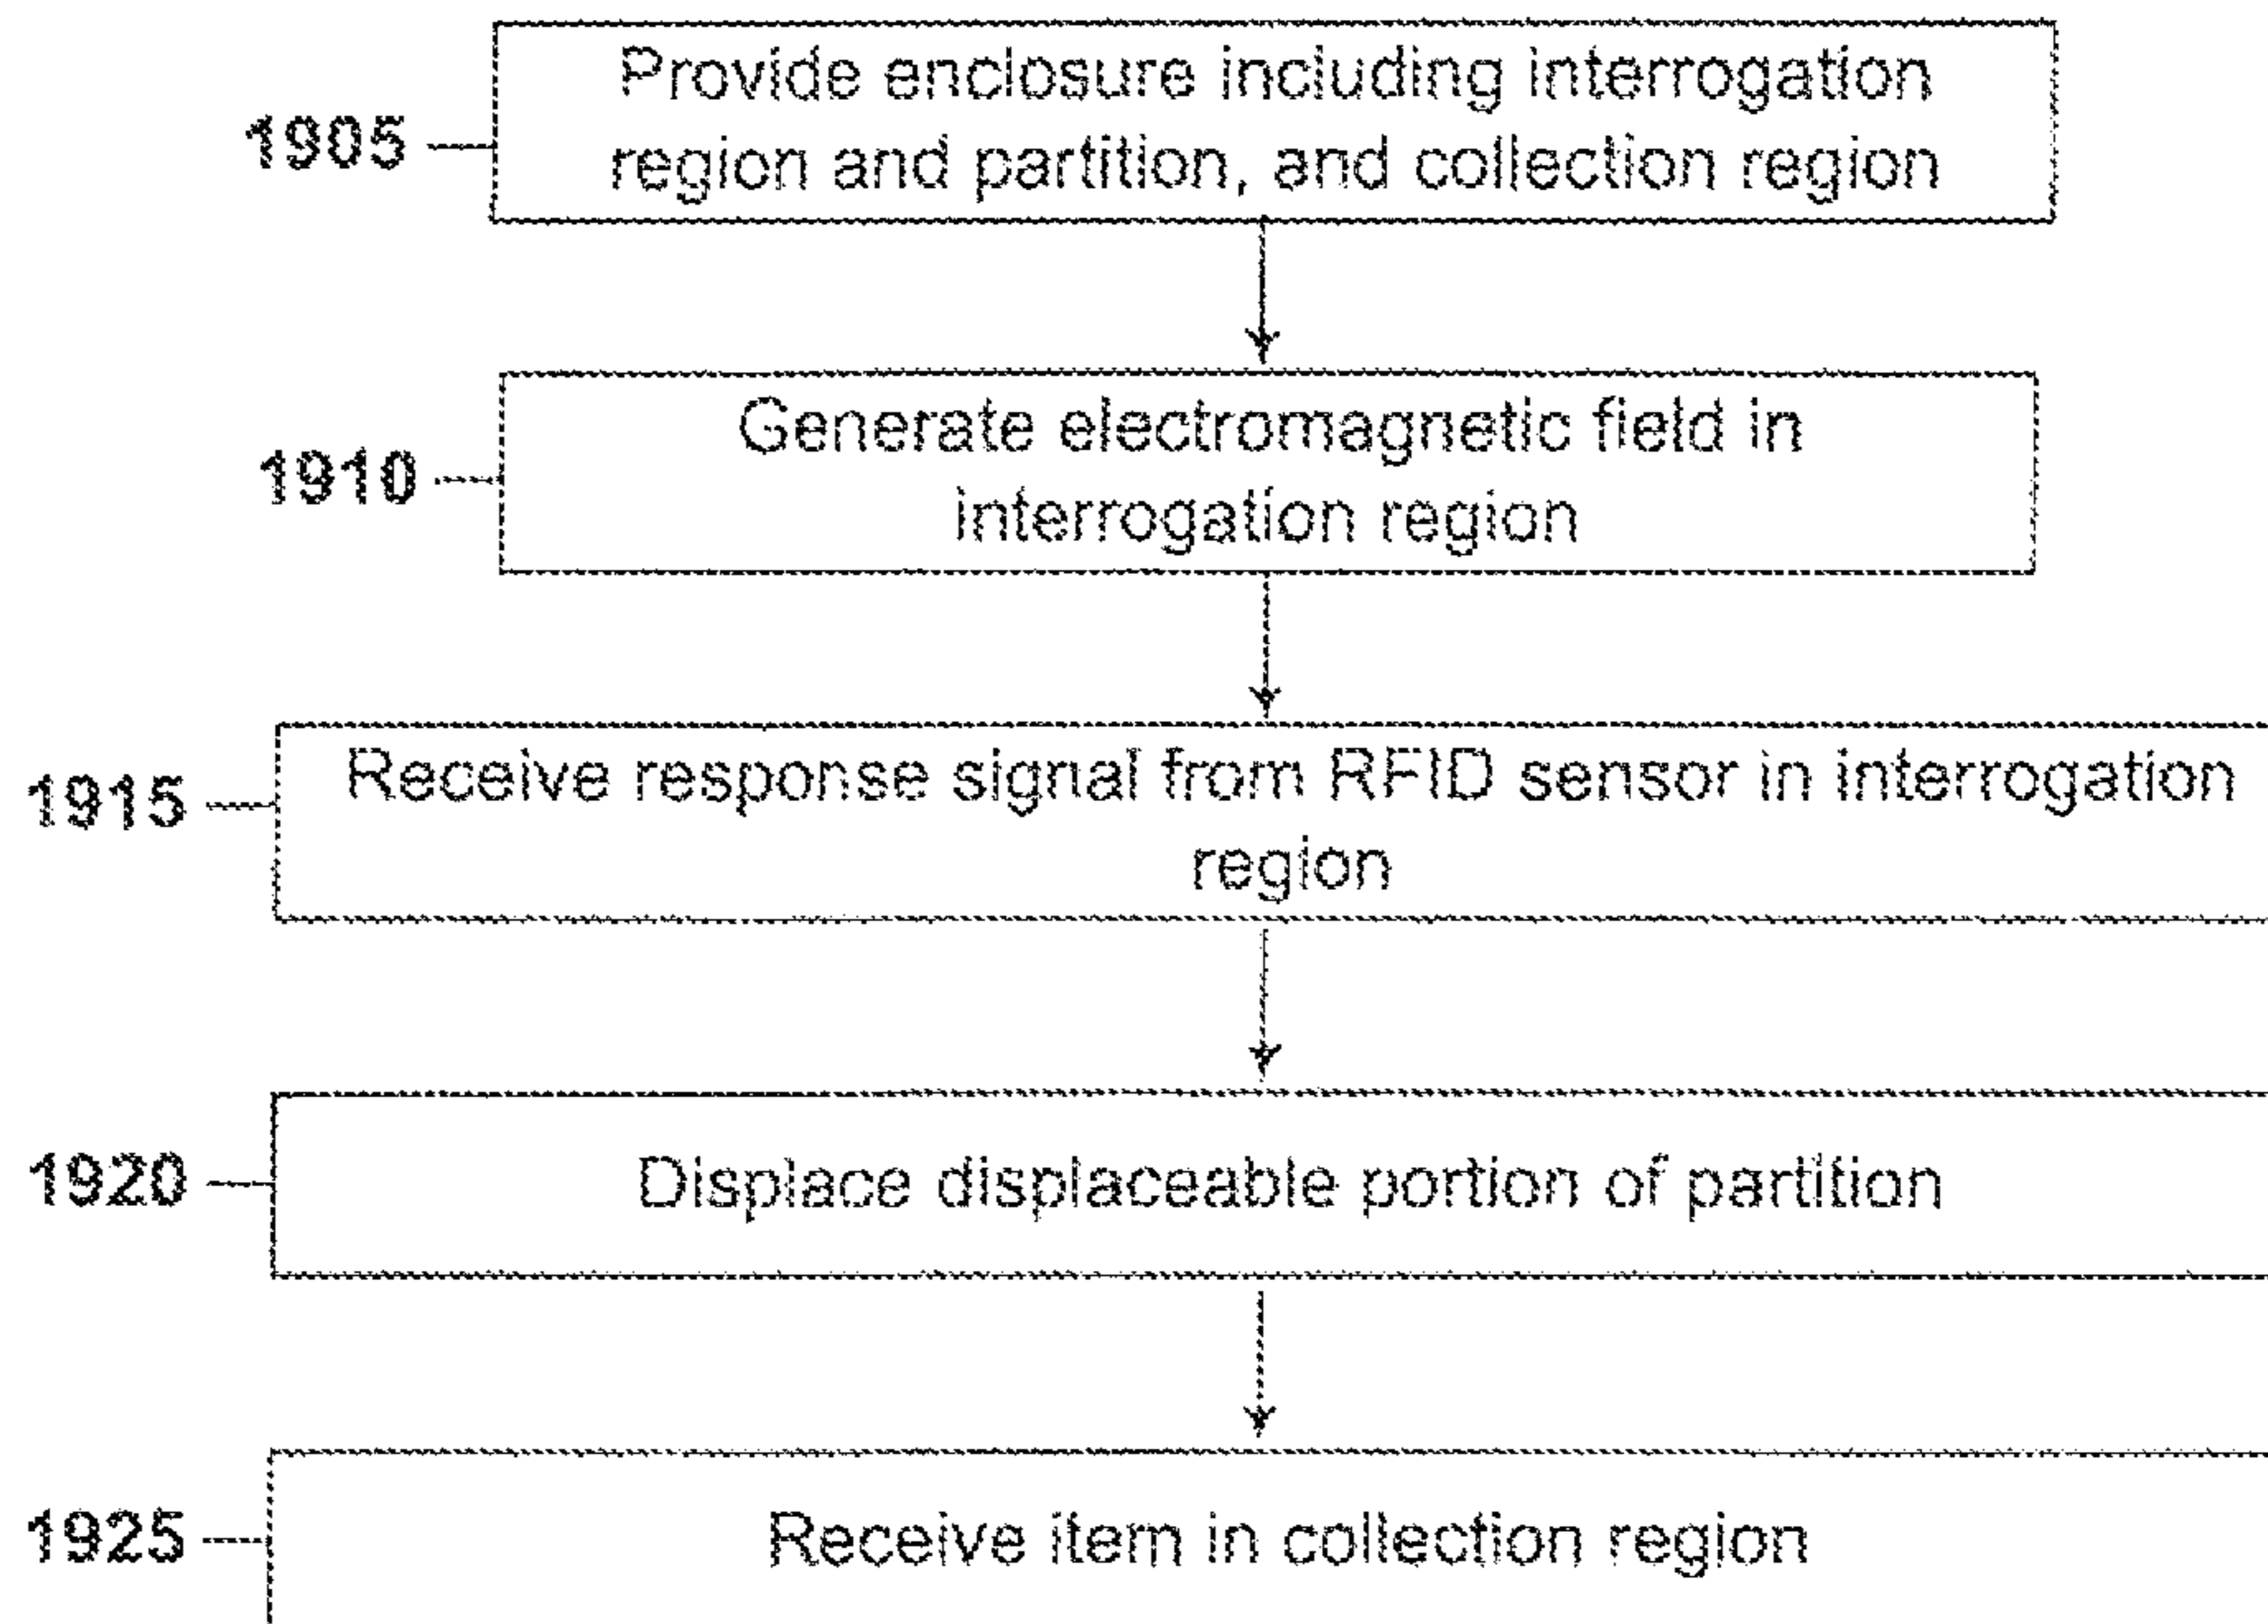 Provide enclosure including interrogation
1905
region and partition, and collection region
Generate electromagnetic field in
1910
interrogation region
Receive response signal from RFID sensor in interrogation
1915
region
1920
Displace displaceable portion of partition
1925
Receive item in collection region